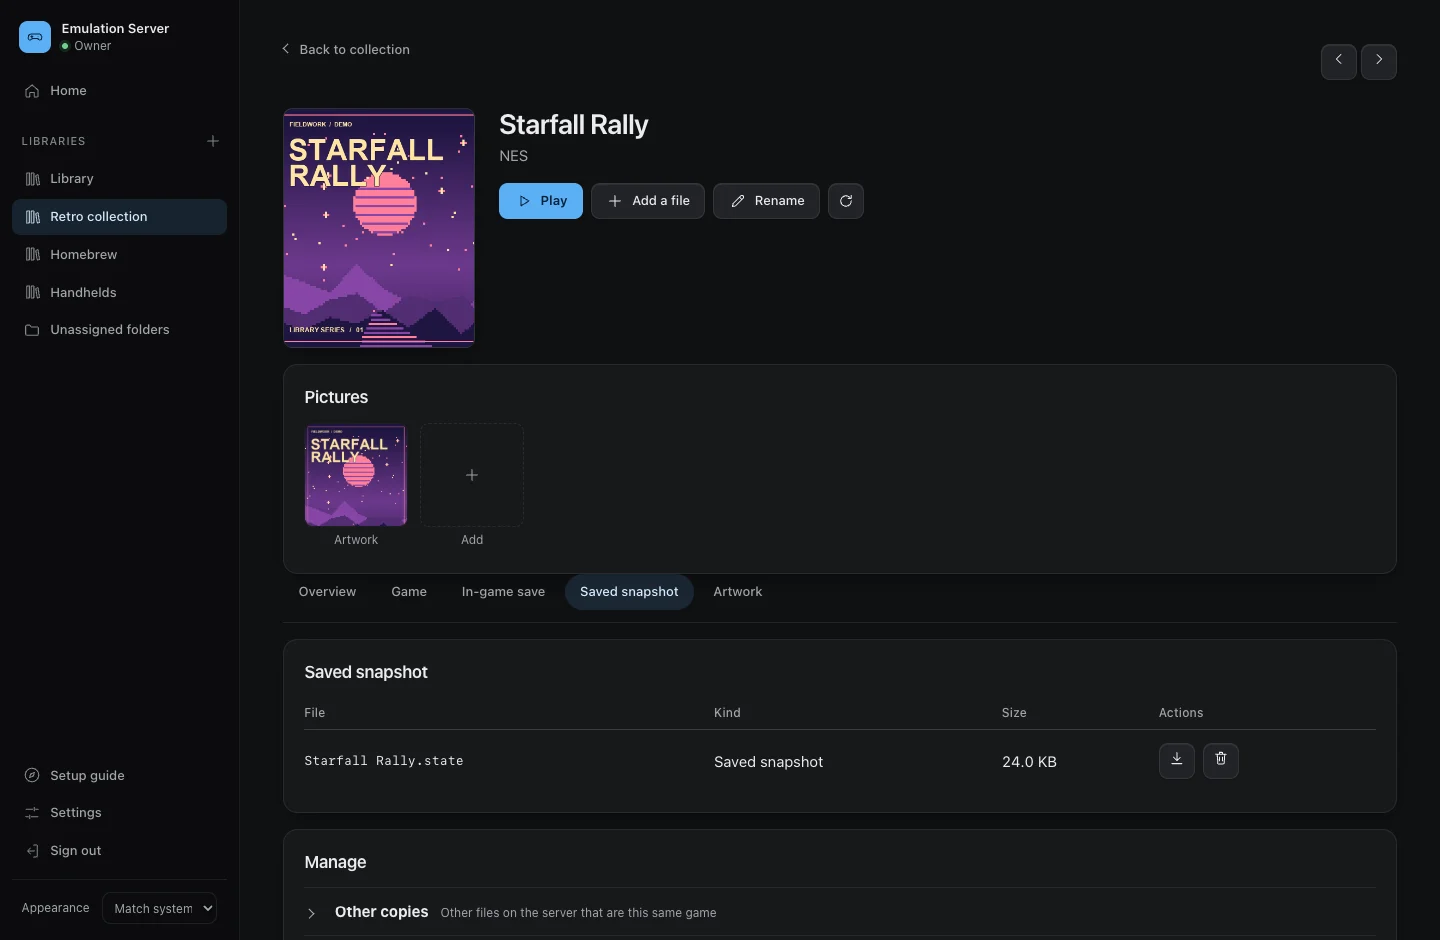 Emulation Server
Owner
Home
LIBRARIES
Library
Retro collection
Homebrew
Handhelds
Unassigned folders
Setup guide
Settings
Sign out
Appearance
Match system
Back to collection
FIELDWORK / DEMO
STARFALL
RALLY
LIBRARY SERIES / 01
Starfall Rally
NES
Play
Add a file
Rename
Pictures
FIELDWORK / DEMO
STARFALL
RALLY
Artwork
Add
Overview
Game
In-game save
Saved snapshot
Artwork
Saved snapshot
File
Kind
Size
Actions
Starfall Rally.state
Saved snapshot
24.0 KB
Manage
Other copies
Other files on the server that are this same game